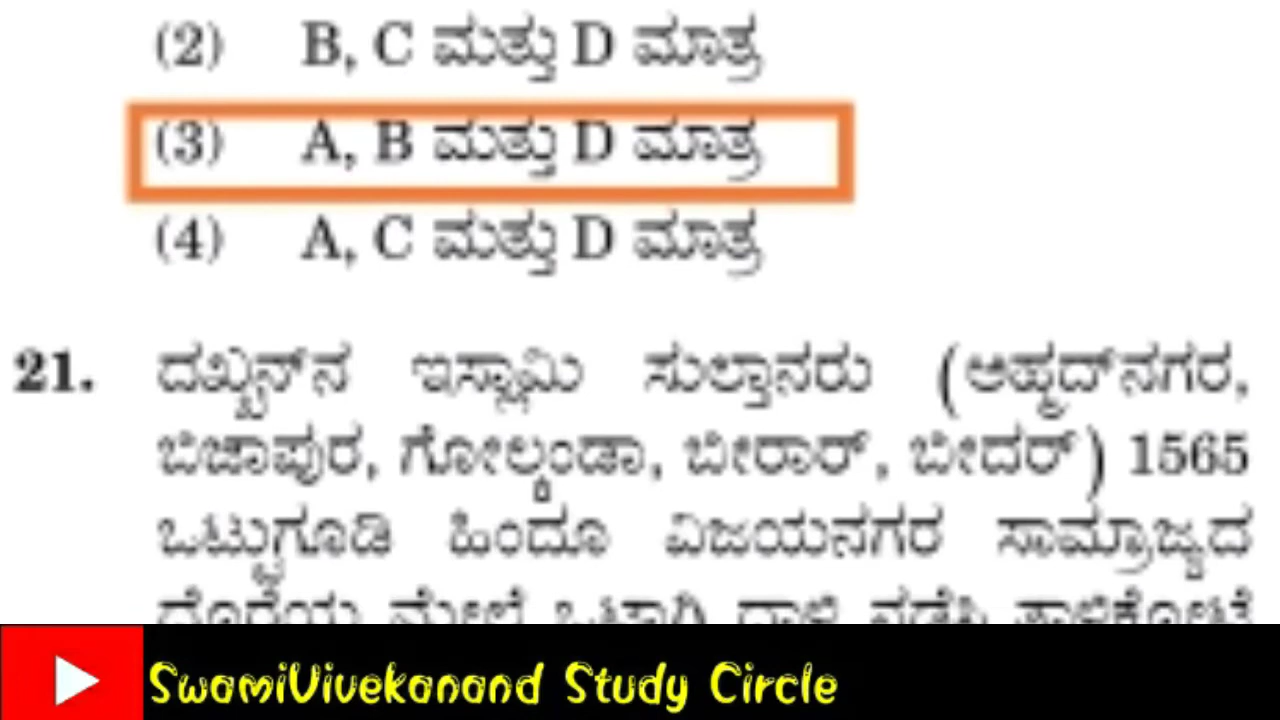 (2) B, C ಮತ್ತು D ಮಾತ್ರ
(3) A, B ಮತ್ತು D ಮಾತ್ರ
(4) A, C ಮತ್ತು D ಮಾತ್ರ
21. ದಖ್ಖನ್‌ನ ಇಸ್ಲಾಮಿ ಸುಲ್ತಾನರು (ಅಹ್ಮದ್‌ನಗರ,
ಬಿಜಾಪುರ, ಗೋಲ್ಕಂಡಾ, ಬೀರಾರ್, ಬೀದರ್) 1565
ಒಟ್ಟುಗೂಡಿ ಹಿಂದೂ ವಿಜಯನಗರ ಸಾಮ್ರಾಜ್ಯದ
SwamiVivekanand Study Circle